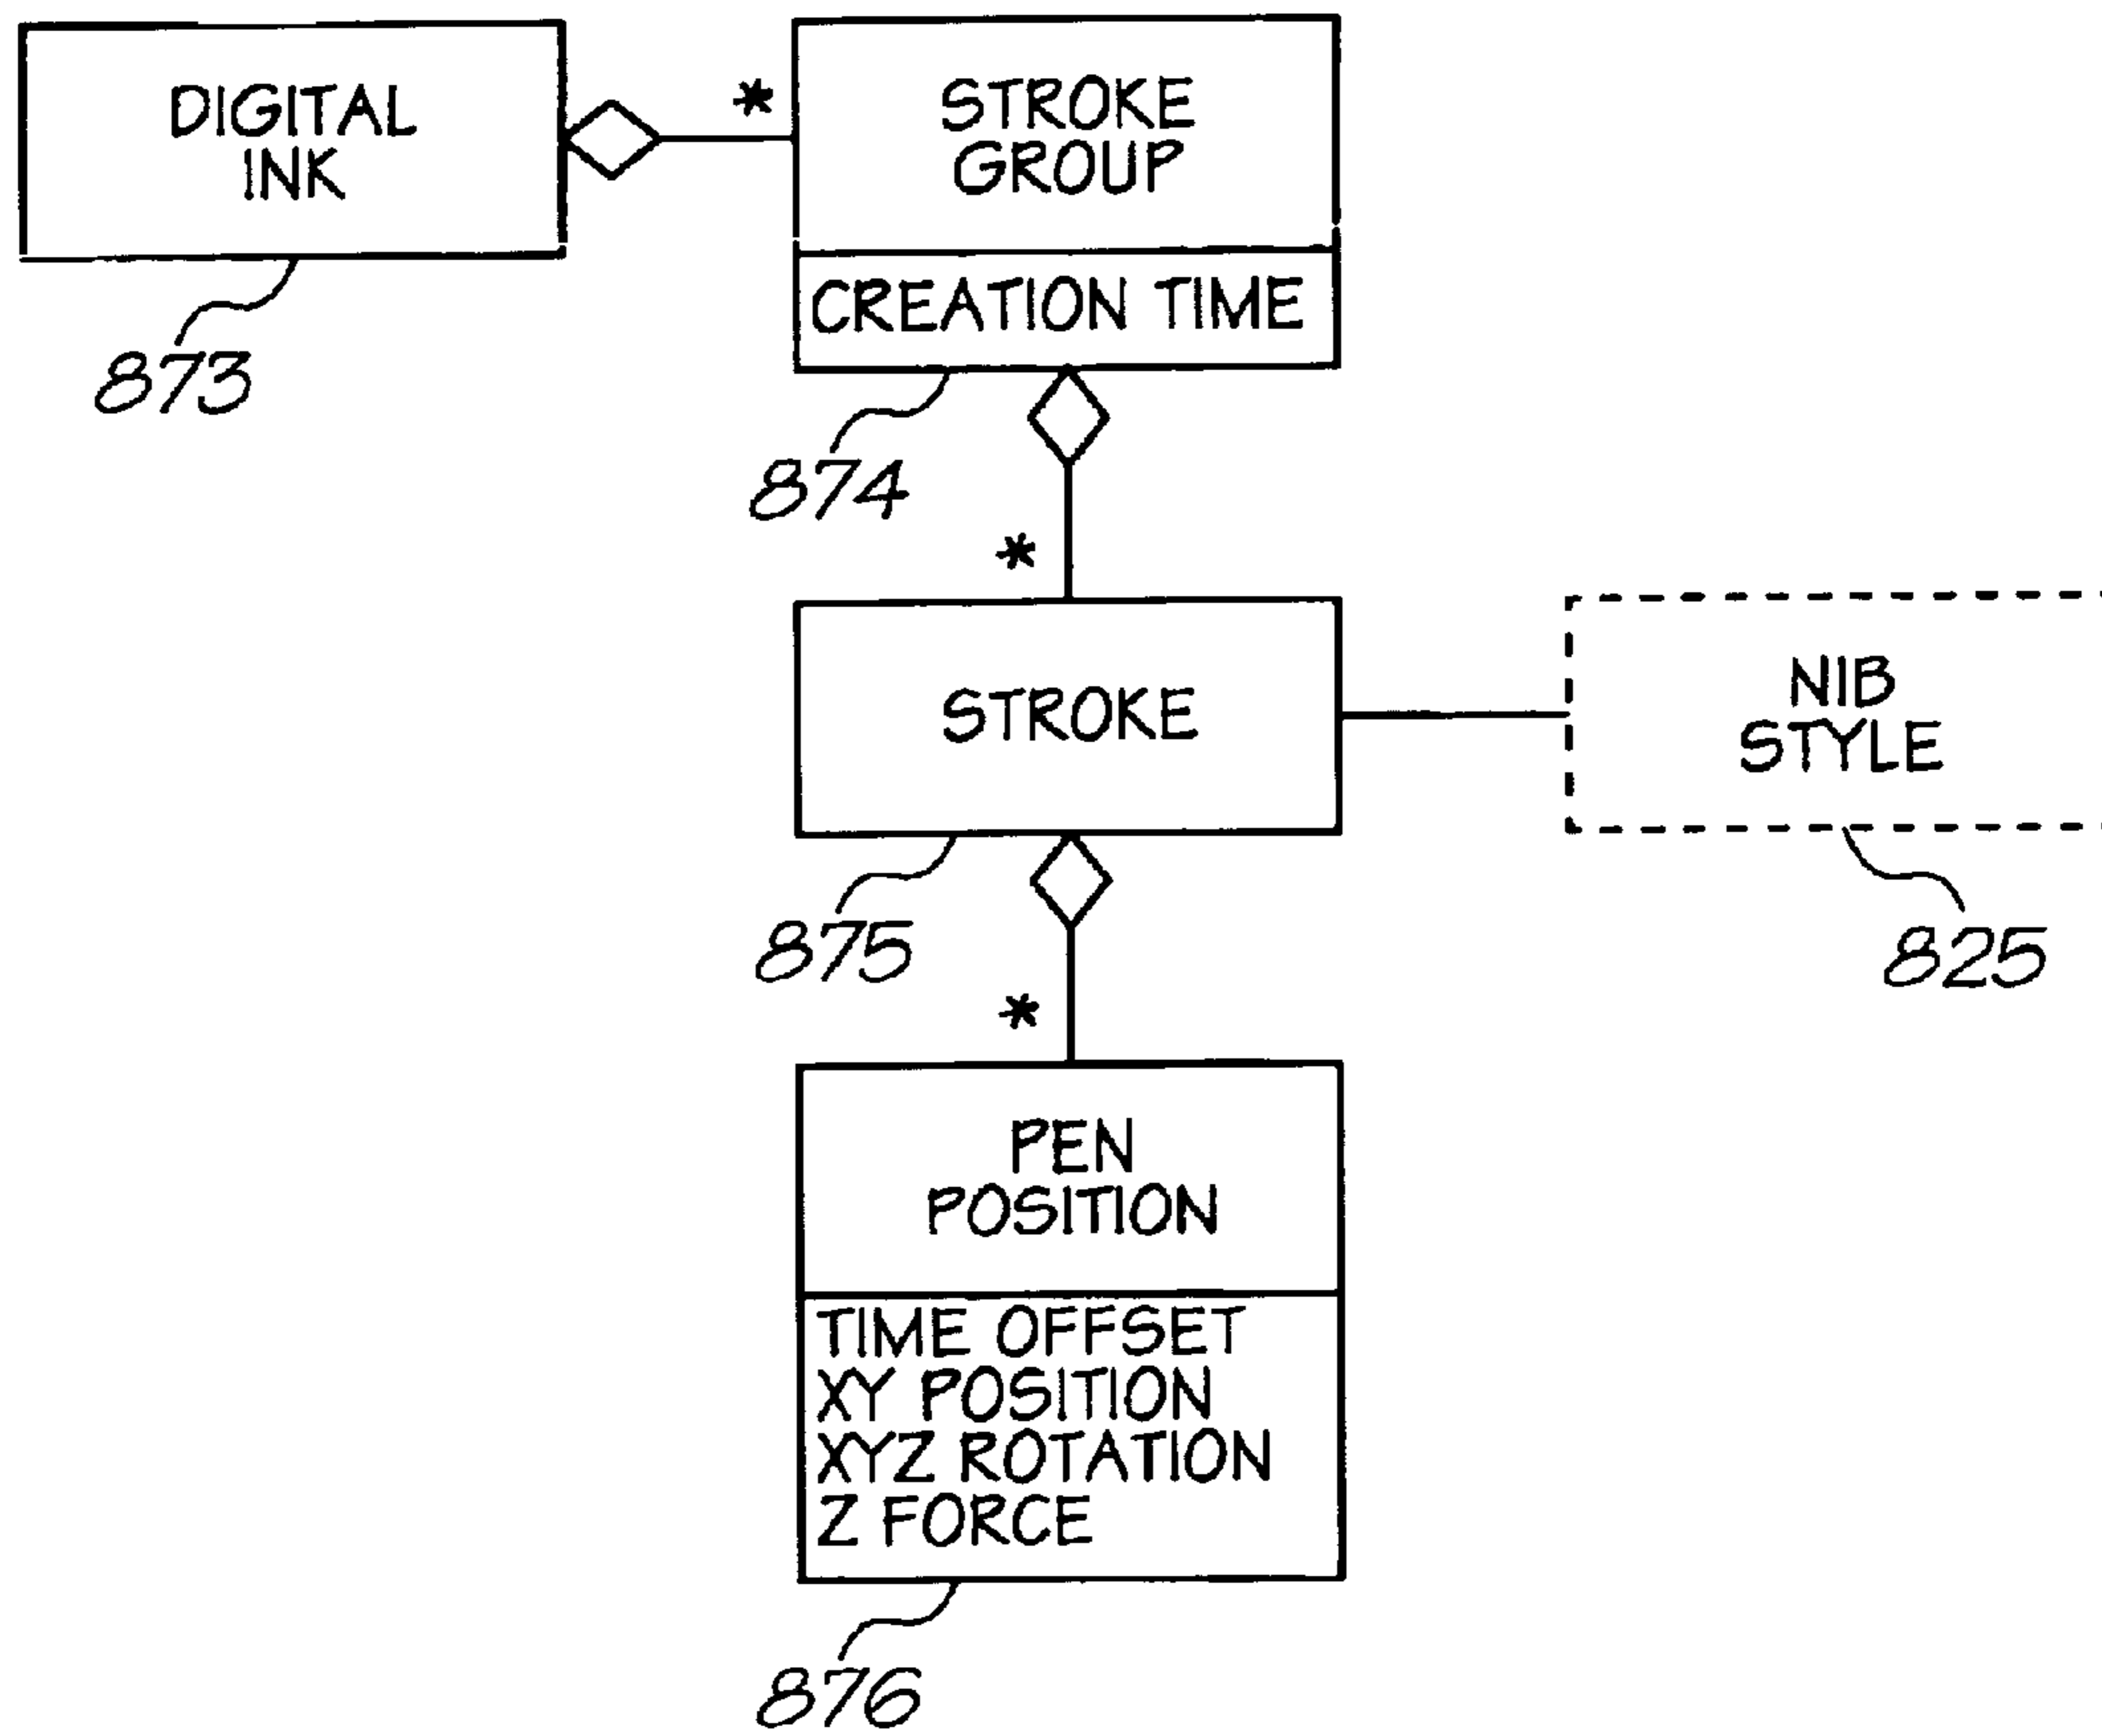 DIGITAL
INK
873
*
STROKE
GROUP
CREATION TIME
874
*
STROKE
875
NIB
STYLE
825
*
PEN
POSITION
TIME OFFSET
XY POSITION
XYZ ROTATION
Z FORCE
876